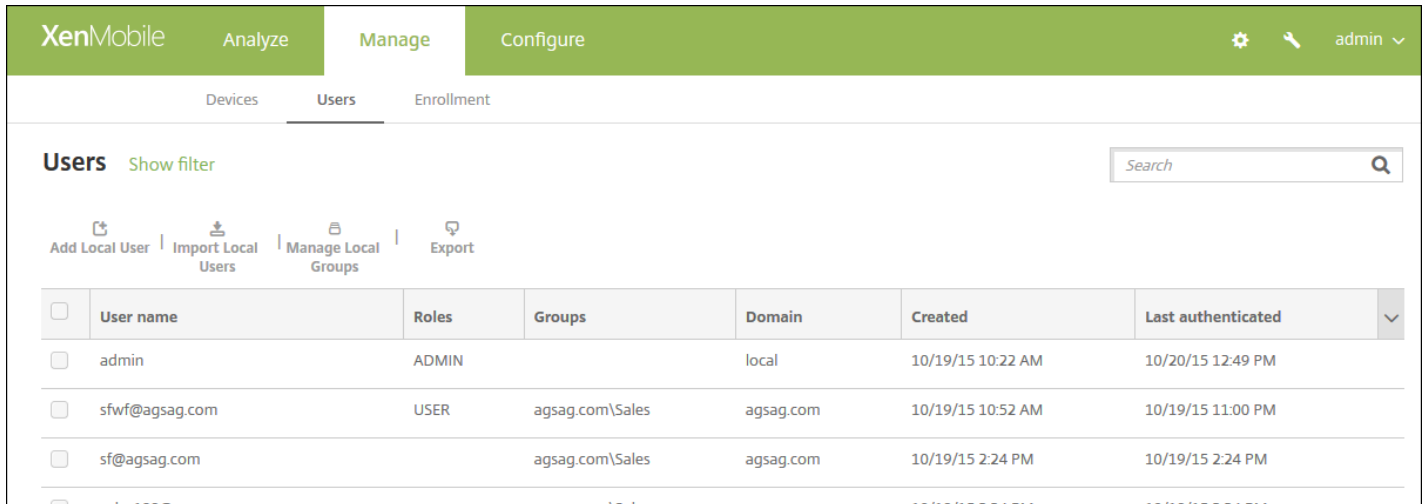 XenMobile Analyze Manage Configure admin
Devices Users Enrollment
Users Show filter Search
Add Local User | Import Local Users | Manage Local Groups | Export
User name Roles Groups Domain Created Last authenticated
admin ADMIN local 10/19/15 10:22 AM 10/20/15 12:49 PM
sfwf@agsag.com USER agsag.com\Sales agsag.com 10/19/15 10:52 AM 10/19/15 11:00 PM
sf@agsag.com agsag.com\Sales agsag.com 10/19/15 2:24 PM 10/19/15 2:24 PM